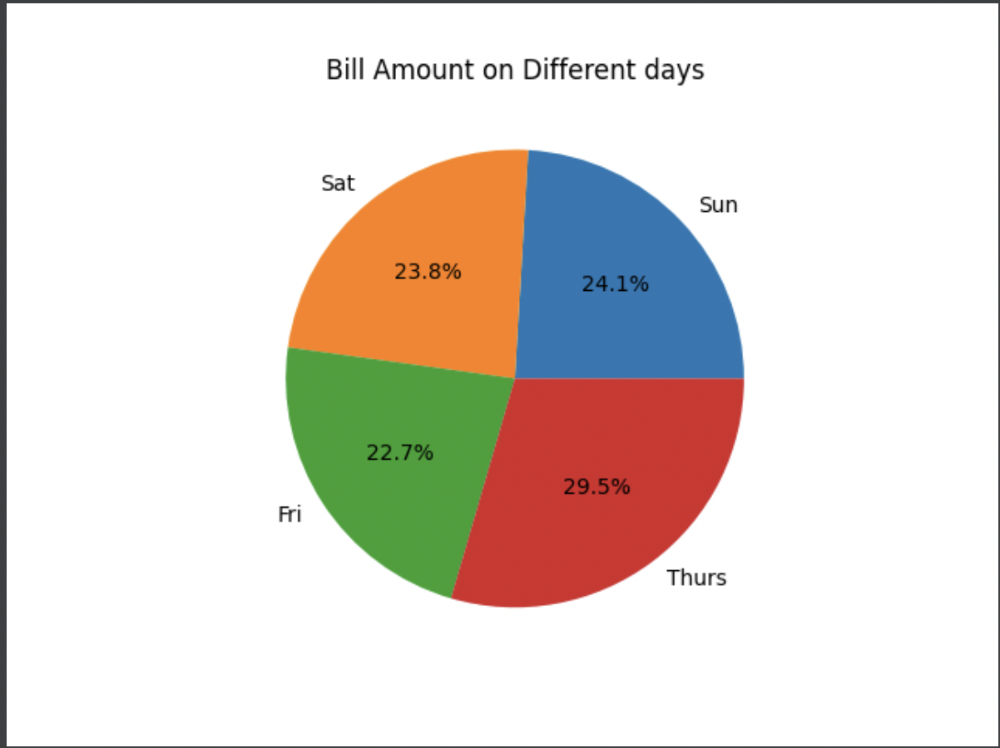 Bill Amount on Different days
Sat
Sun
23.8%
24.1%
22.7%
29.5%
Fri
Thurs